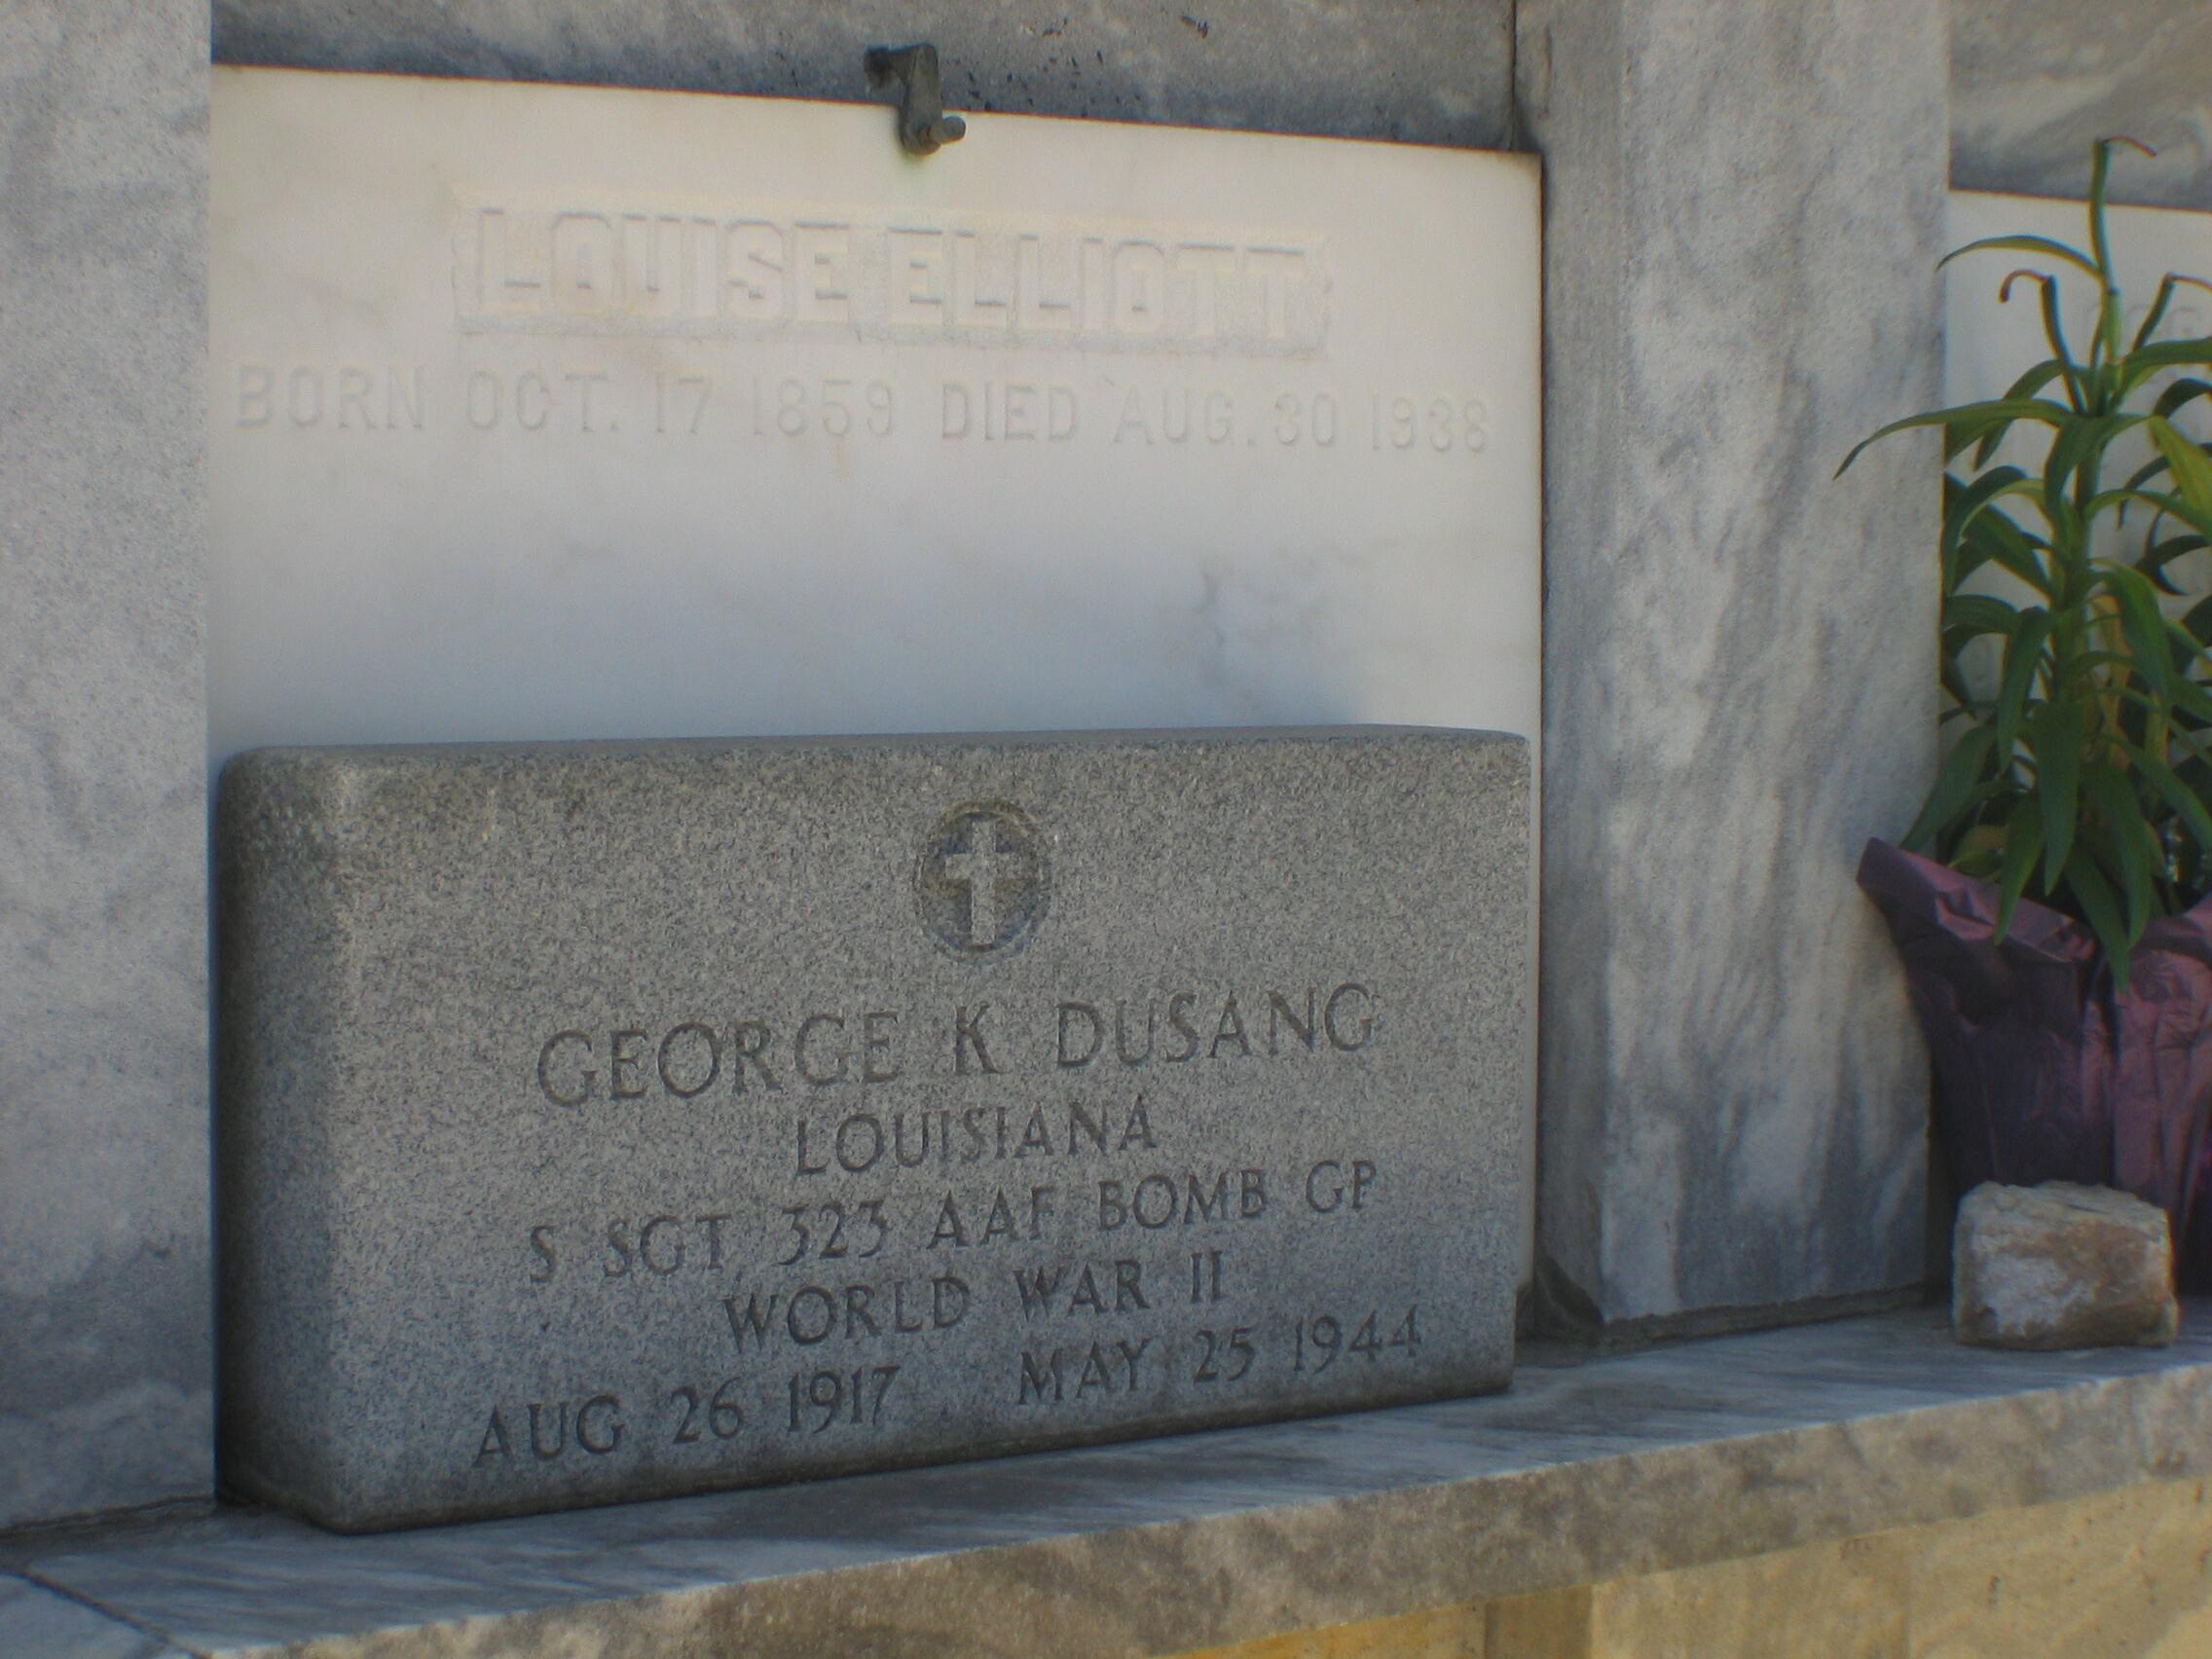 LOUISE ELLIOTT
BORN OCT. 17 1859 DIED AUG. 30 1938
GEORGE K DUSANG
LOUISIANA
S SGT 323 AAF BOMB GP
WORLD WAR II
AUG 26 1917 MAY 25 1944